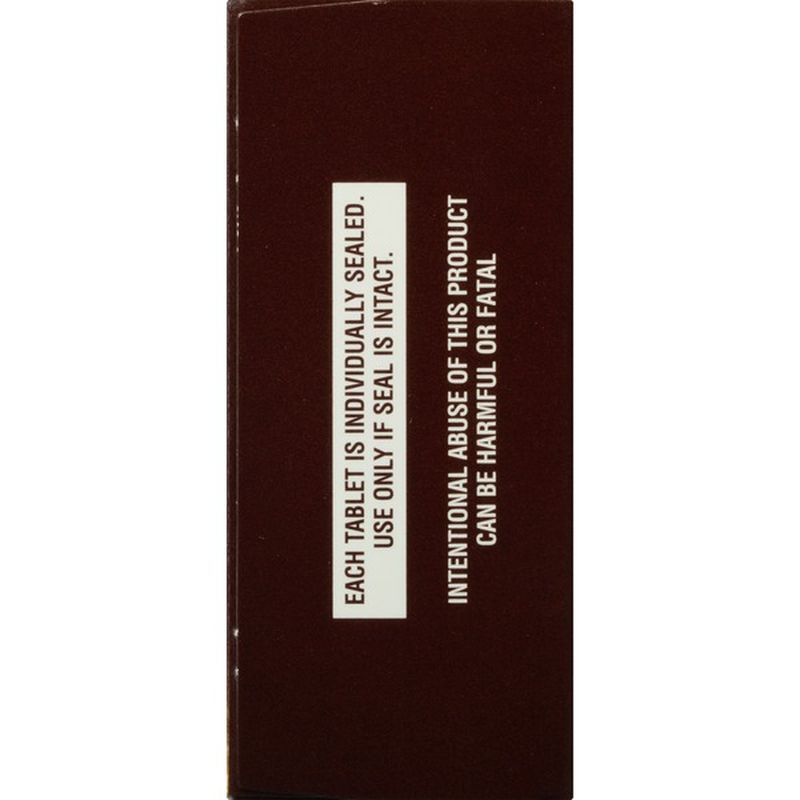 EACH TABLET IS INDIVIDUALLY SEALED.
USE ONLY IF SEAL IS INTACT.
INTENTIONAL ABUSE OF THIS PRODUCT
CAN BE HARMFUL OR FATAL